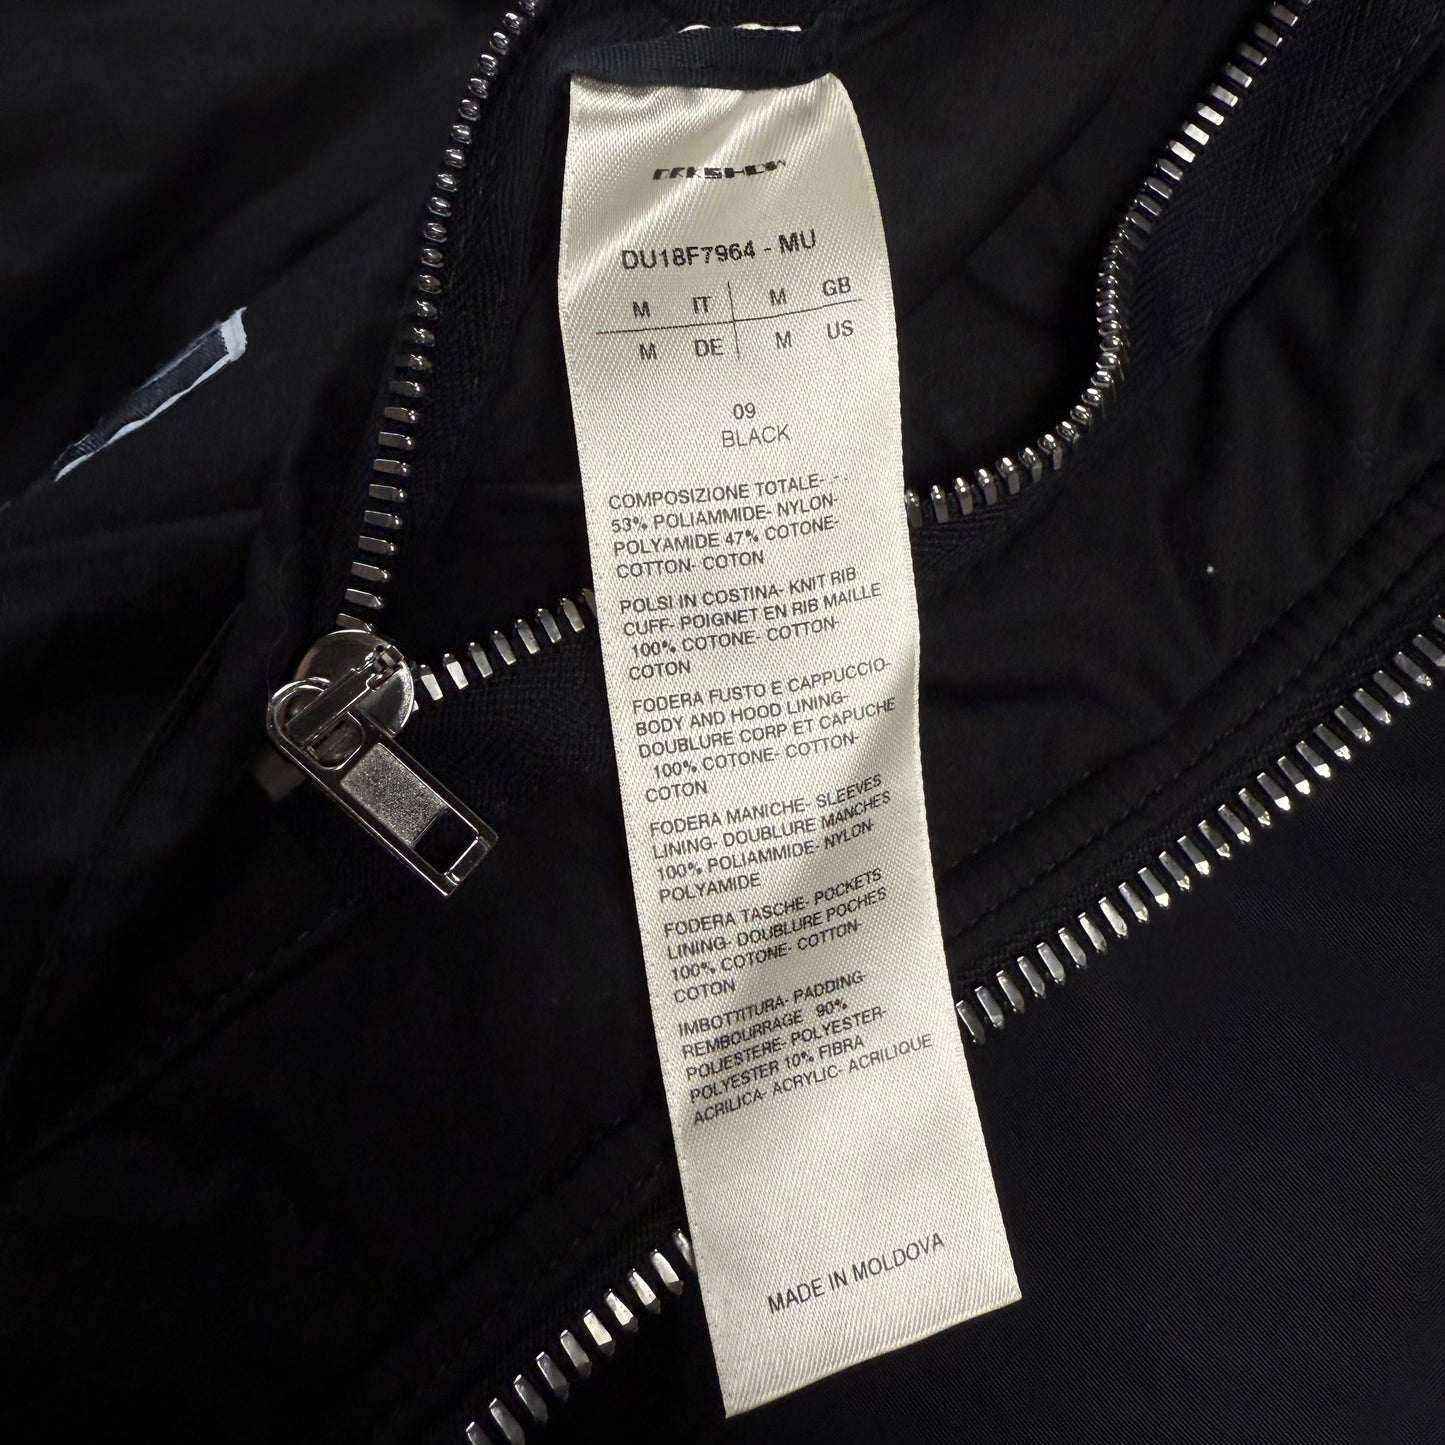 DRKSHDW
DU18F7964 - MU
M IT M GB
M DE M US
09
BLACK
COMPOSIZIONE TOTALE- - -
53% POLIAMMIDE- NYLON-
POLYAMIDE 47% COTONE-
COTTON- COTON
POLSI IN COSTINA- KNIT RIB
CUFF- POIGNET EN RIB MAILLE
100% COTONE- COTTON-
COTON
FODERA FUSTO E CAPPUCCIO-
BODY AND HOOD LINING-
DOUBLURE CORP ET CAPUCHE
100% COTONE- COTTON-
COTON
FODERA MANICHE- SLEEVES
LINING- DOUBLURE MANCHES
100% POLIAMMIDE- NYLON-
POLYAMIDE
FODERA TASCHE- POCKETS
LINING- DOUBLURE POCHES
100% COTONE- COTTON-
COTON
IMBOTTITURA- PADDING-
REMBOURRAGE 90%
POLIESTERE- POLYESTER-
POLYESTER 10% FIBRA
ACRILICA- ACRYLIC- ACRILIQUE
MADE IN MOLDOVA